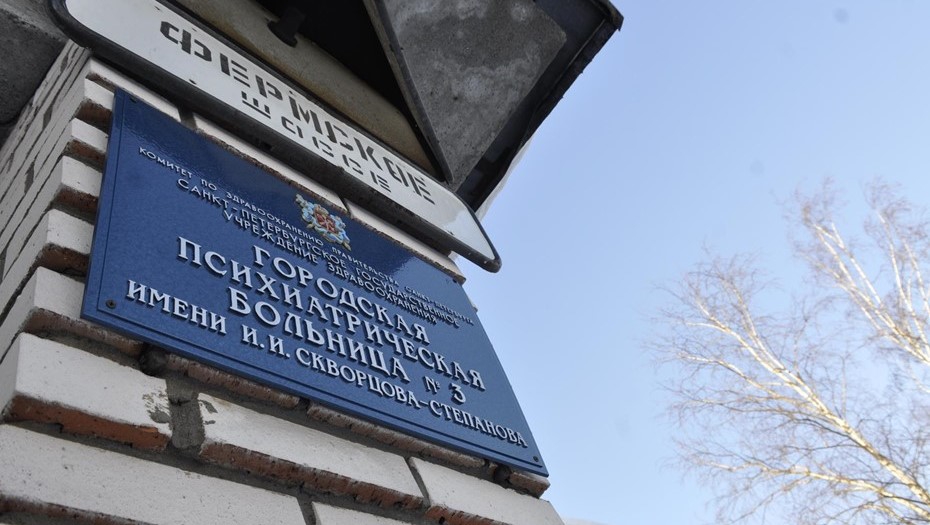 ФЕРМСКОЕ
ШОССЕ
КОМИТЕТ ПО ЗДРАВООХРАНЕНИЮ ПРАВИТЕЛЬСТВА САНКТ-ПЕТЕРБУРГА
САНКТ-ПЕТЕРБУРГСКОЕ ГОСУДАРСТВЕННОЕ
УЧРЕЖДЕНИЕ ЗДРАВООХРАНЕНИЯ
ГОРОДСКАЯ
ПСИХИАТРИЧЕСКАЯ
БОЛЬНИЦА № 3
ИМЕНИ И.И. СКВОРЦОВА-СТЕПАНОВА